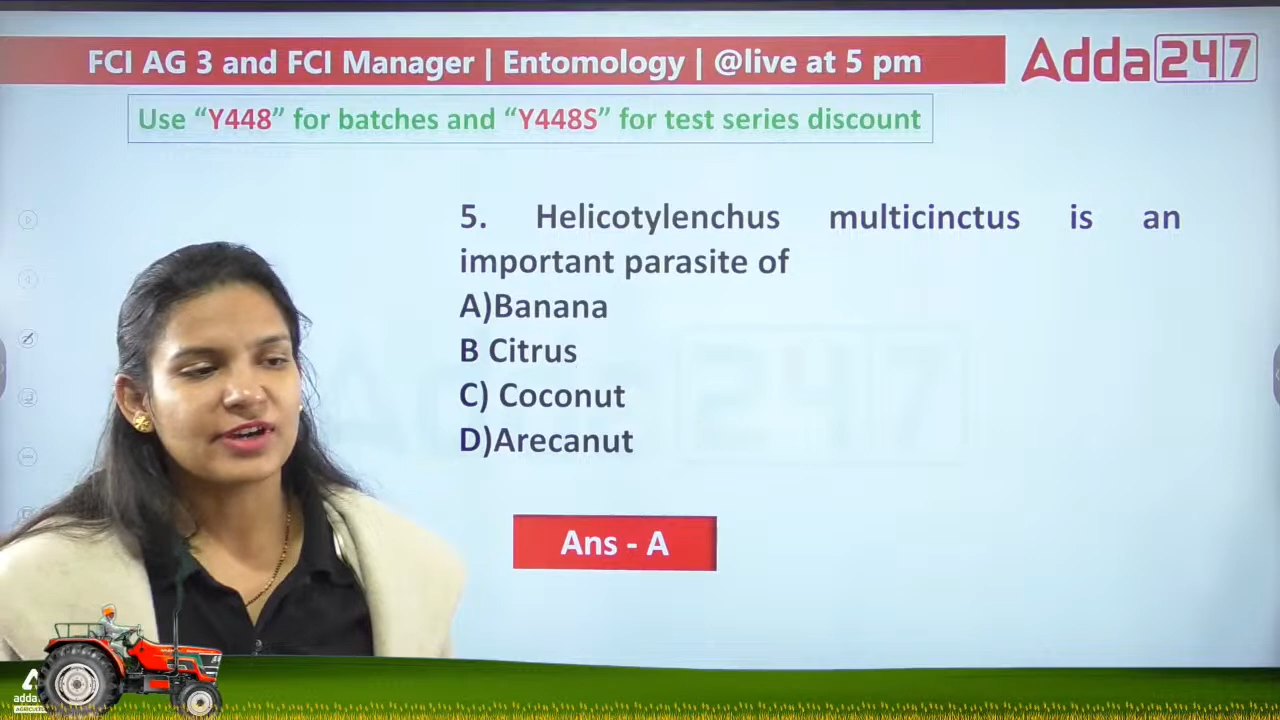 FCI AG 3 and FCI Manager | Entomology | @live at 5 pm
Adda247
Use “Y448” for batches and “Y448S” for test series discount
5. Helicotylenchus multicinctus is an
important parasite of
A)Banana
B Citrus
C) Coconut
D)Arecanut
Ans - A